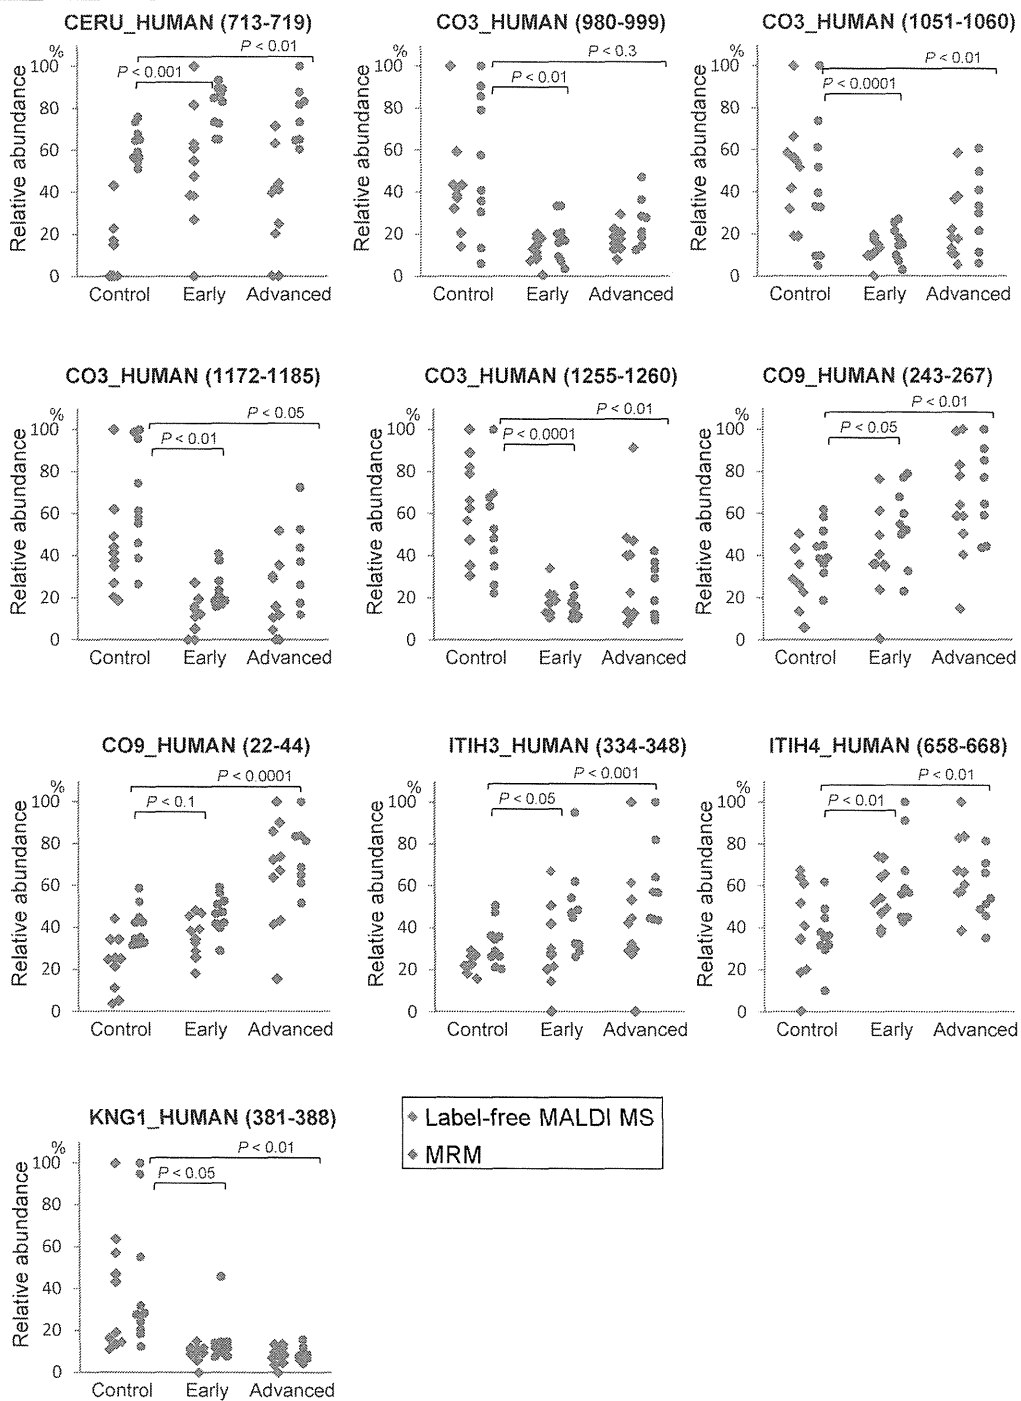 CERU_HUMAN (713-719)
%
P < 0.01
P < 0.001
Relative abundance
100
80
60
40
20
0
Control Early Advanced
CO3_HUMAN (980-999)
%
P < 0.3
P < 0.01
Relative abundance
100
80
60
40
20
0
Control Early Advanced
CO3_HUMAN (1051-1060)
%
P < 0.01
P < 0.0001
Relative abundance
100
80
60
40
20
0
Control Early Advanced
CO3_HUMAN (1172-1185)
%
P < 0.05
P < 0.01
Relative abundance
100
80
60
40
20
0
Control Early Advanced
CO3_HUMAN (1255-1260)
%
P < 0.01
P < 0.0001
Relative abundance
100
80
60
40
20
0
Control Early Advanced
CO9_HUMAN (243-267)
%
P < 0.01
P < 0.05
Relative abundance
100
80
60
40
20
0
Control Early Advanced
CO9_HUMAN (22-44)
%
P < 0.0001
P < 0.1
Relative abundance
100
80
60
40
20
0
Control Early Advanced
ITIH3_HUMAN (334-348)
%
P < 0.001
P < 0.05
Relative abundance
100
80
60
40
20
0
Control Early Advanced
ITIH4_HUMAN (658-668)
%
P < 0.01
P < 0.01
Relative abundance
100
80
60
40
20
0
Control Early Advanced
KNG1_HUMAN (381-388)
%
P < 0.01
P < 0.05
Relative abundance
100
80
60
40
20
0
Control Early Advanced
Label-free MALDI MS
MRM